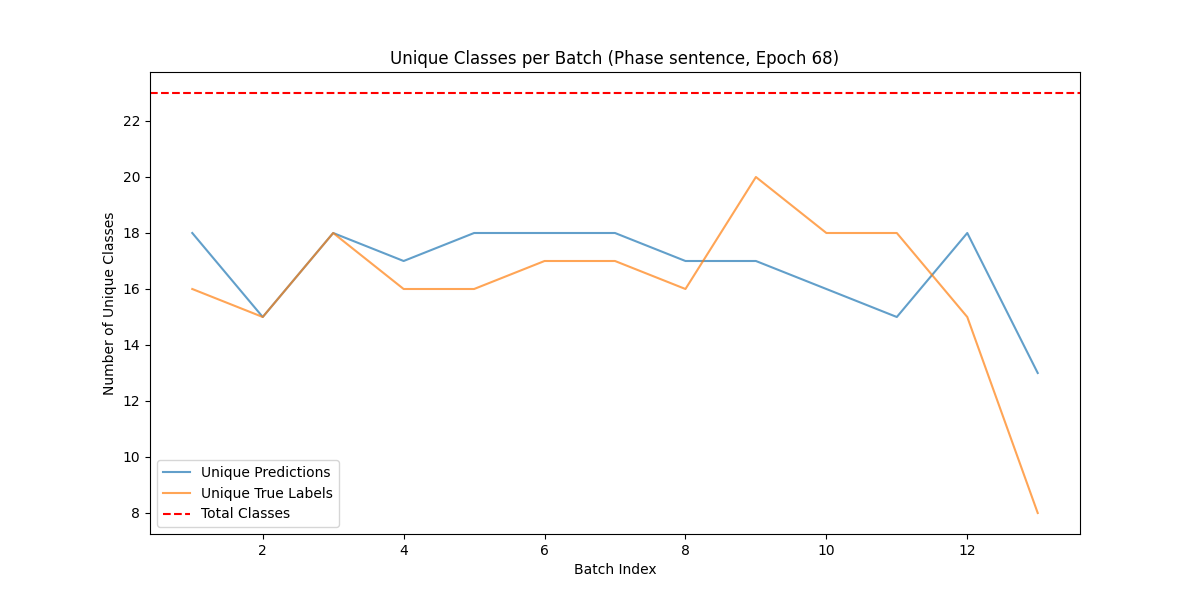 Unique Classes per Batch (Phase sentence, Epoch 68)
Number of Unique Classes
22
20
18
16
14
12
10
8
Unique Predictions
Unique True Labels
Total Classes
2
4
6
8
10
12
Batch Index